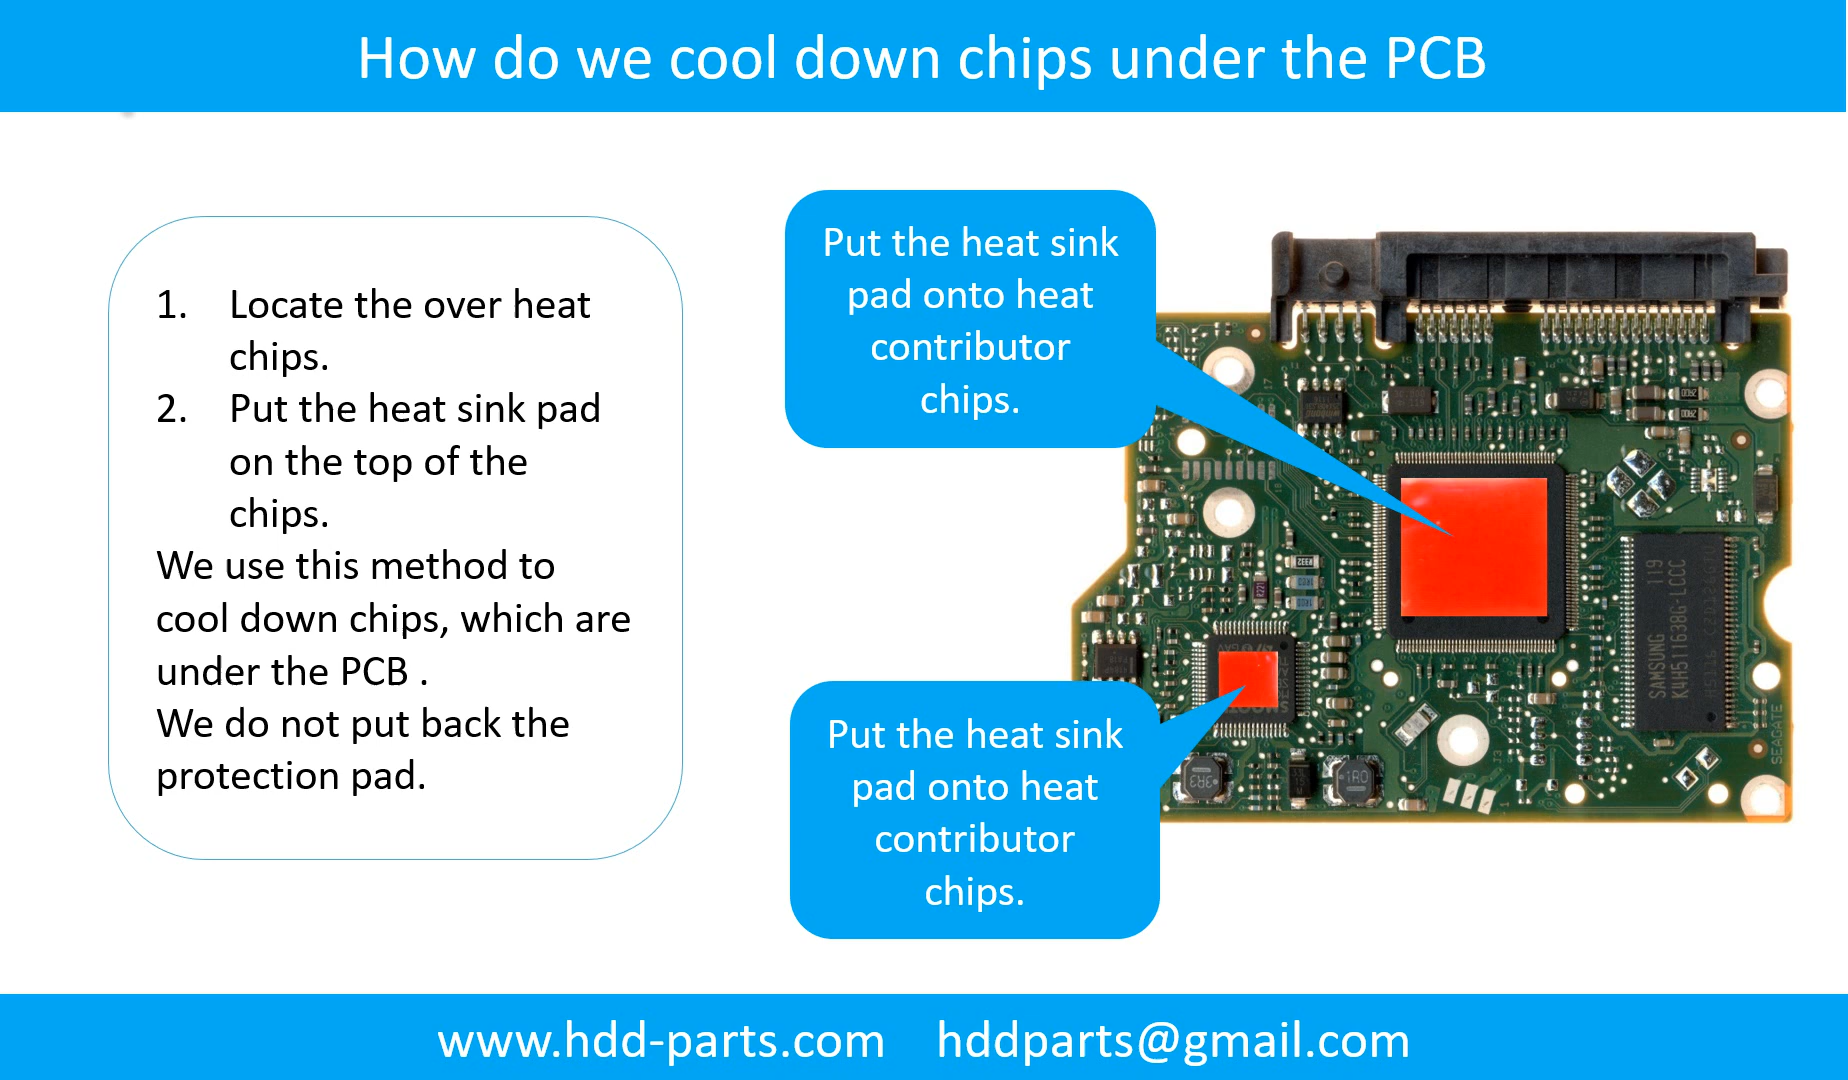 How do we cool down chips under the PCB
1. Locate the over heat
chips.
2. Put the heat sink pad
on the top of the
chips.
We use this method to
cool down chips, which are
under the PCB .
We do not put back the
protection pad.
Put the heat sink
pad onto heat
contributor
chips.
Put the heat sink
pad onto heat
contributor
chips.
R332
3R3
1R0
SAMSUNG 119
K4H511638G-LCCC
SEAGATE
www.hdd-parts.com hddparts@gmail.com